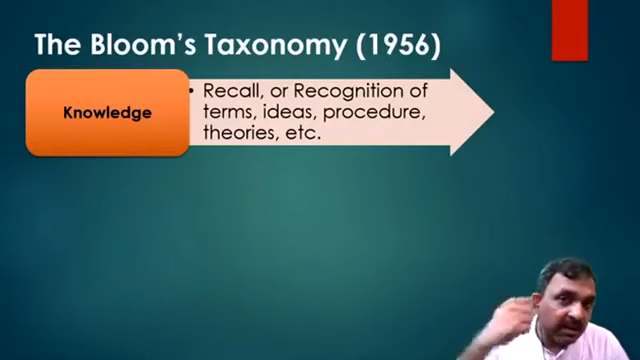 The Bloom's Taxonomy (1956)
Knowledge
• Recall, or Recognition of
terms, ideas, procedure,
theories, etc.